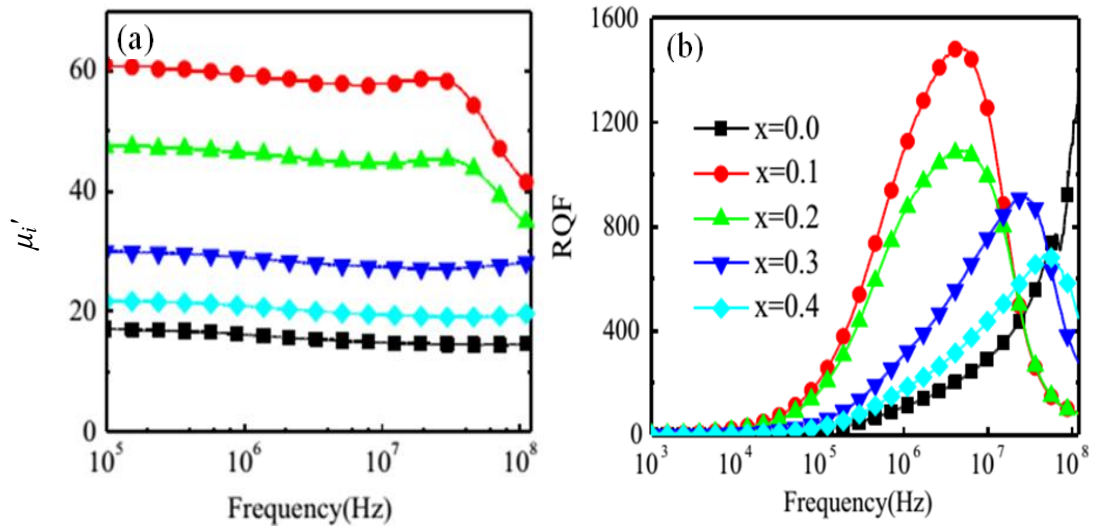 (a)
60
40
20
0
μi'
10^5 10^6 10^7 10^8
Frequency(Hz)
(b)
1600
1200
800
400
0
RQF
x=0.0
x=0.1
x=0.2
x=0.3
x=0.4
10^3 10^4 10^5 10^6 10^7 10^8
Frequency(Hz)